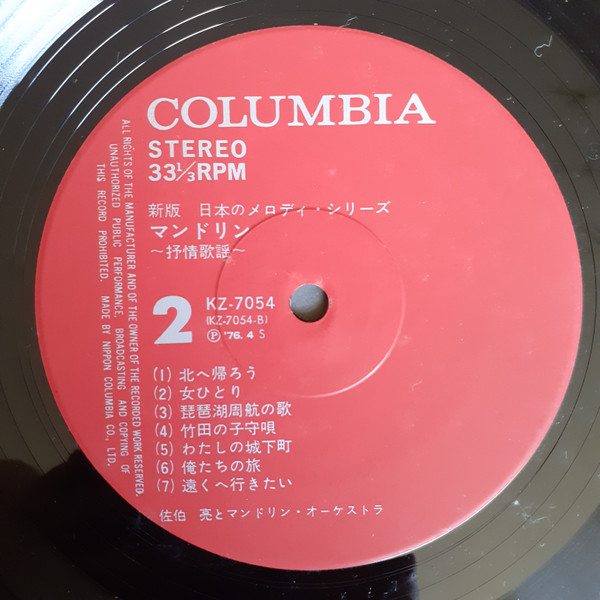 COLUMBIA
STEREO
33⅓RPM
新版 日本のメロディ・シリーズ
マンドリン
〜抒情歌謡〜
2
KZ-7054
(KZ-7054-B)
Ⓟ '76. 4 S
(1) 北へ帰ろう
(2) 女ひとり
(3) 琵琶湖周航の歌
(4) 竹田の子守唄
(5) わたしの城下町
(6) 俺たちの旅
(7) 遠くへ行きたい
佐伯 亮とマンドリン・オーケストラ
ALL RIGHTS OF THE MANUFACTURER AND OF THE OWNER OF THE RECORDED WORK RESERVED.
UNAUTHORIZED PUBLIC PERFORMANCE, BROADCASTING AND COPYING OF
THIS RECORD PROHIBITED. MADE BY NIPPON COLUMBIA CO., LTD.